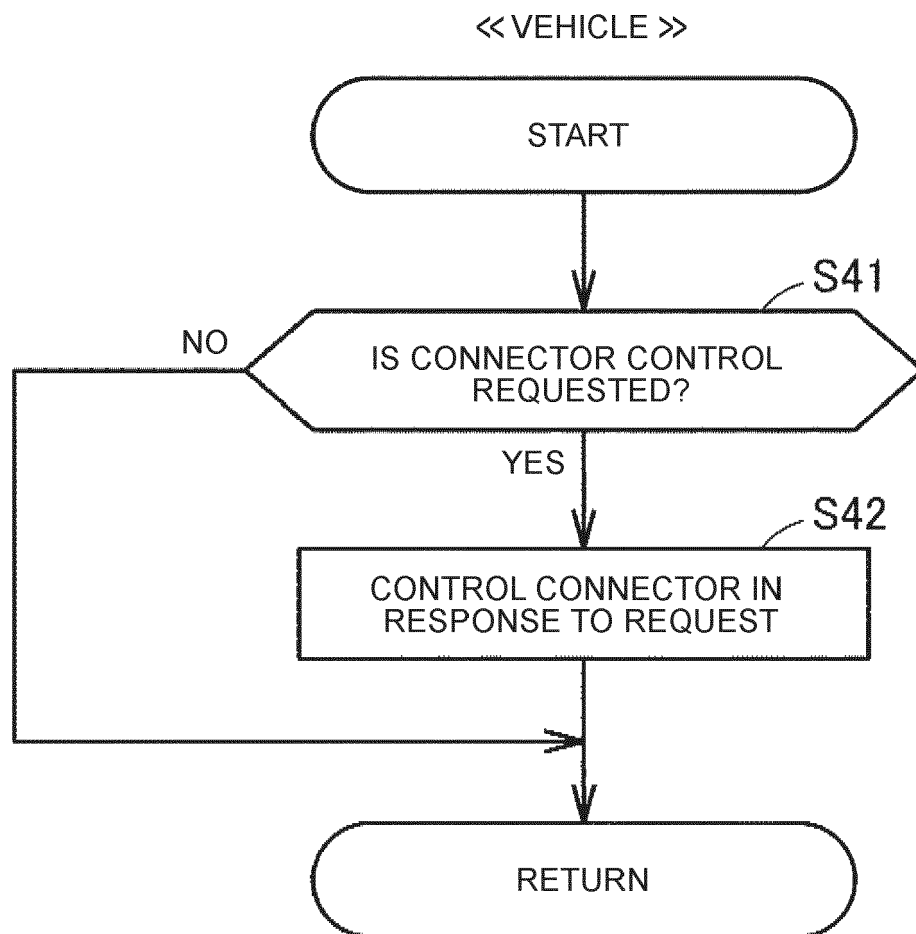 « VEHICLE »
START
S41
NO
IS CONNECTOR CONTROL
REQUESTED?
YES
S42
CONTROL CONNECTOR IN
RESPONSE TO REQUEST
RETURN